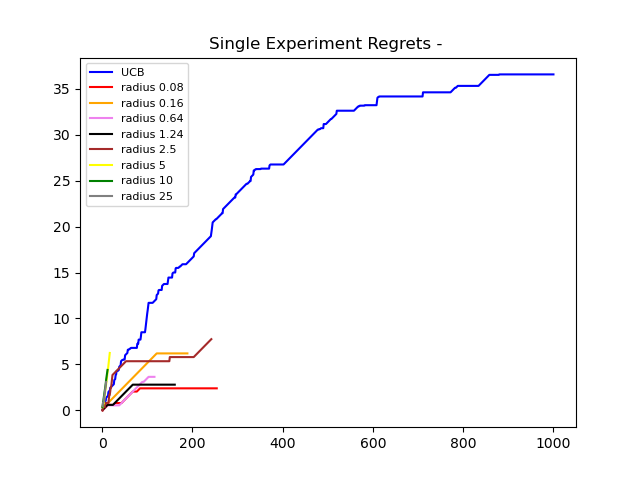 Single Experiment Regrets -
UCB
radius 0.08
radius 0.16
radius 0.64
radius 1.24
radius 2.5
radius 5
radius 10
radius 25
35
30
25
20
15
10
5
0
0 200 400 600 800 1000